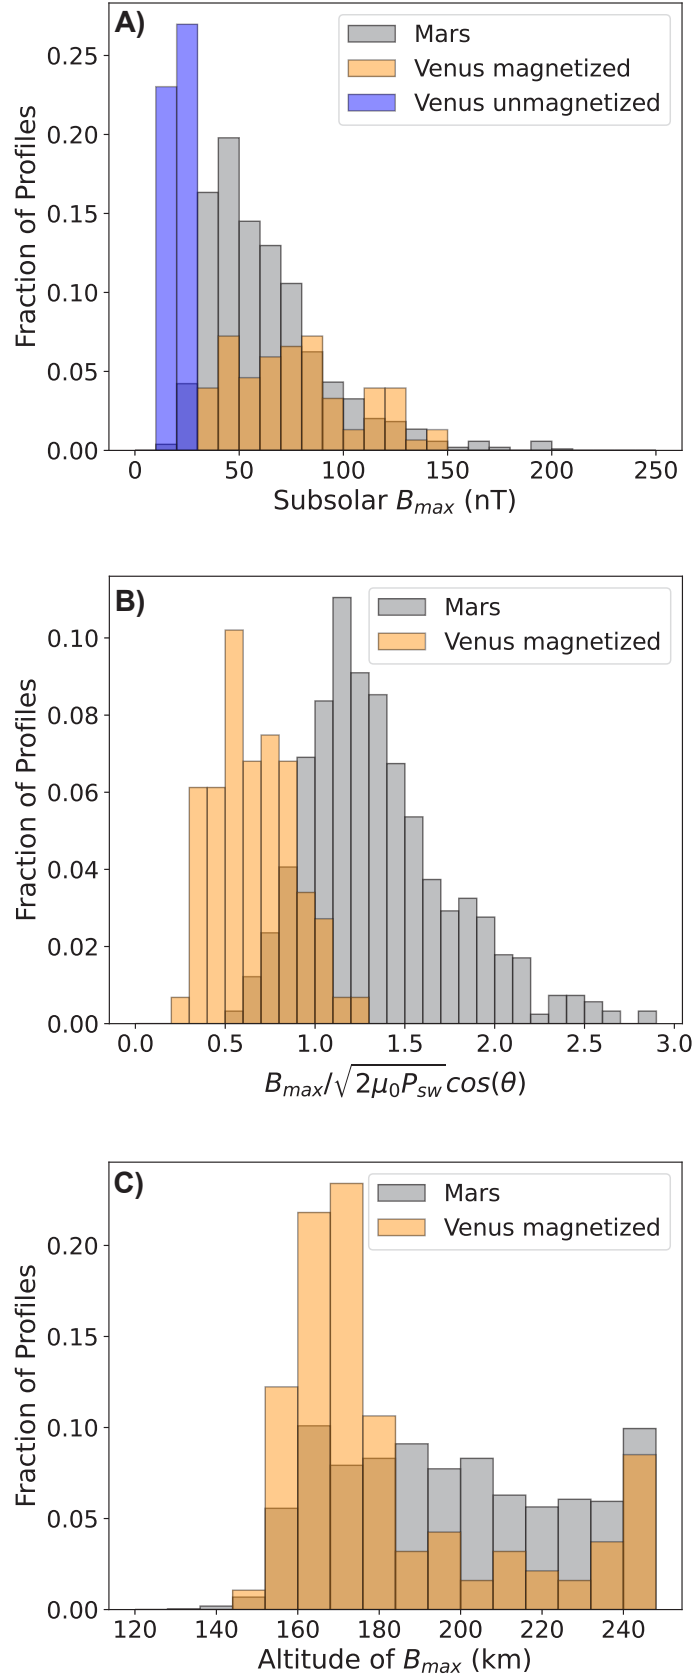 A)
Mars
Venus magnetized
Venus unmagnetized
0.25
0.20
0.15
0.10
0.05
0.00
Fraction of Profiles
0 50 100 150 200 250
Subsolar B_max (nT)
B)
Mars
Venus magnetized
0.10
0.08
0.06
0.04
0.02
0.00
Fraction of Profiles
0.0 0.5 1.0 1.5 2.0 2.5 3.0
B_max/√2μ₀P_sw cos(θ)
C)
Mars
Venus magnetized
0.20
0.15
0.10
0.05
0.00
Fraction of Profiles
120 140 160 180 200 220 240
Altitude of B_max (km)